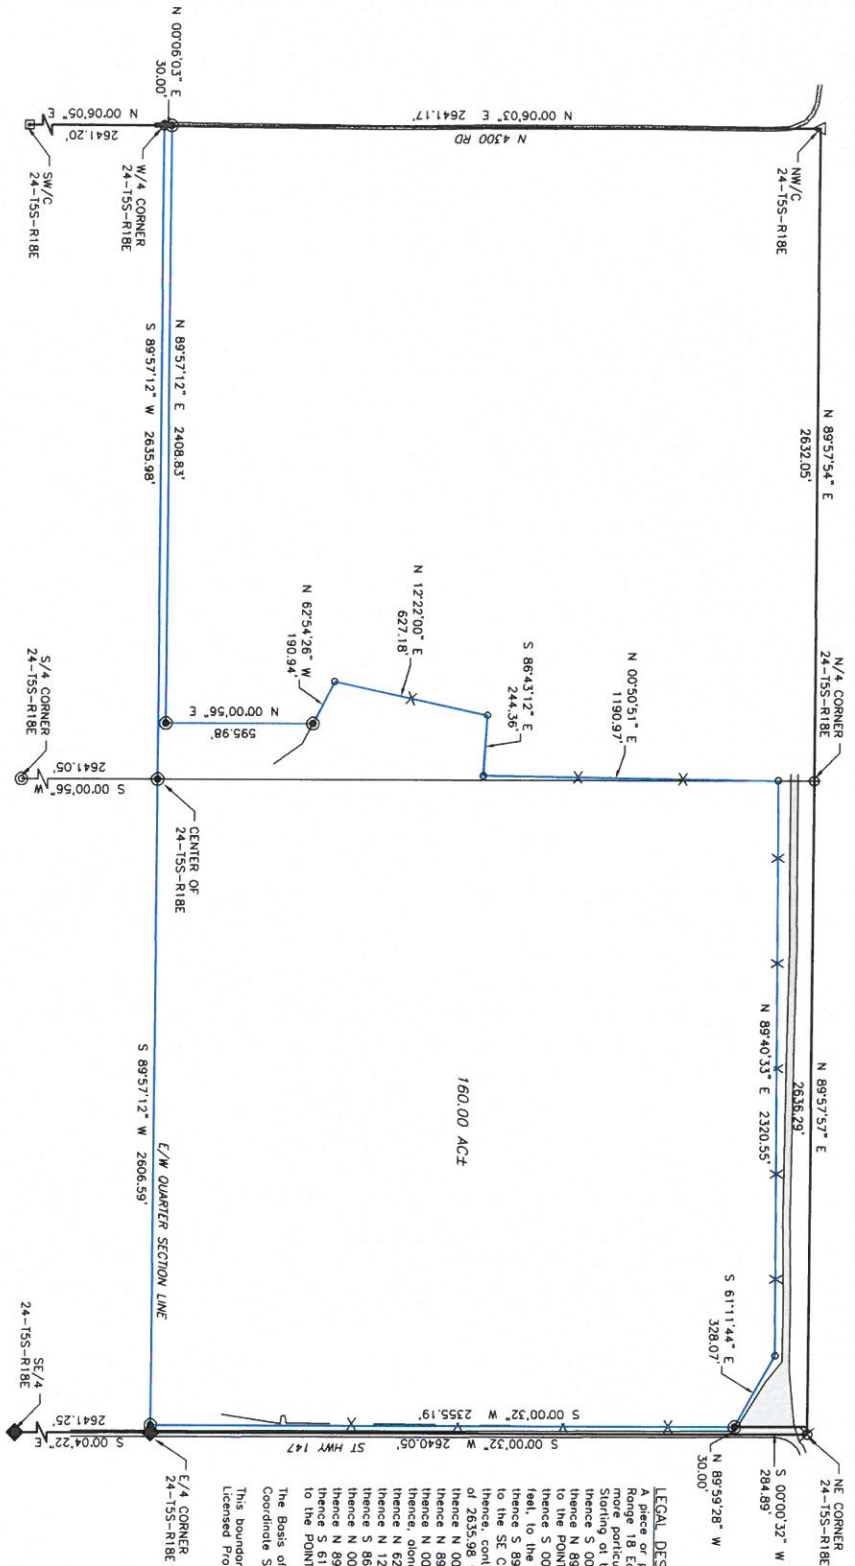 N 00°06'03" E
30.00'
N 00°06'05" E
2641.20'
SW/C
24-T5S-R18E
W/4 CORNER
24-T5S-R18E
N 00°06'03" E 2641.17'
N 4300 RD
NW/C
24-T5S-R18E
N 89°57'54" E
2632.05'
N 89°57'12" E 2408.83'
S 89°57'12" W 2635.98'
N 62°54'26" W
190.94'
N 12°22'00" E
627.18'
S 86°43'12" E
244.36'
N 00°50'51" E
1190.97'
N 00°00'56" E
595.98'
N/4 CORNER
24-T5S-R18E
S/4 CORNER
24-T5S-R18E
2641.05'
S 00°00'56" W
CENTER OF
24-T5S-R18E
N 89°57'57" E
2636.29'
N 89°40'33" E 2320.55'
160.00 AC±
E/W QUARTER SECTION LINE
S 89°57'12" W 2606.59'
S 61°11'44" E
328.07'
S 00°00'32" W 2355.19'
S 00°00'32" W 2640.05'
ST HWY 147
SE/4
24-T5S-R18E
2641.25'
S 00°04'22" E
E/4 CORNER
24-T5S-R18E
N 89°59'28" W
30.00'
S 00°00'32" W
284.89'
NE CORNER
24-T5S-R18E
LEGAL DES
A piece or p
Range 18 Ea
more particu
Starting at
thence S 00
thence N 89
to the POINT
thence S 00
feet, to the
thence S 89
to the SE C
thence, cont
of 2635.98
thence N 00
thence N 89
thence N 00
thence, alon
thence N 62
thence N 12
thence S 86
thence N 00
thence N 89
thence S 61
to the POINT
The Basis of
Coordinate S
This boundar
Licensed Pro